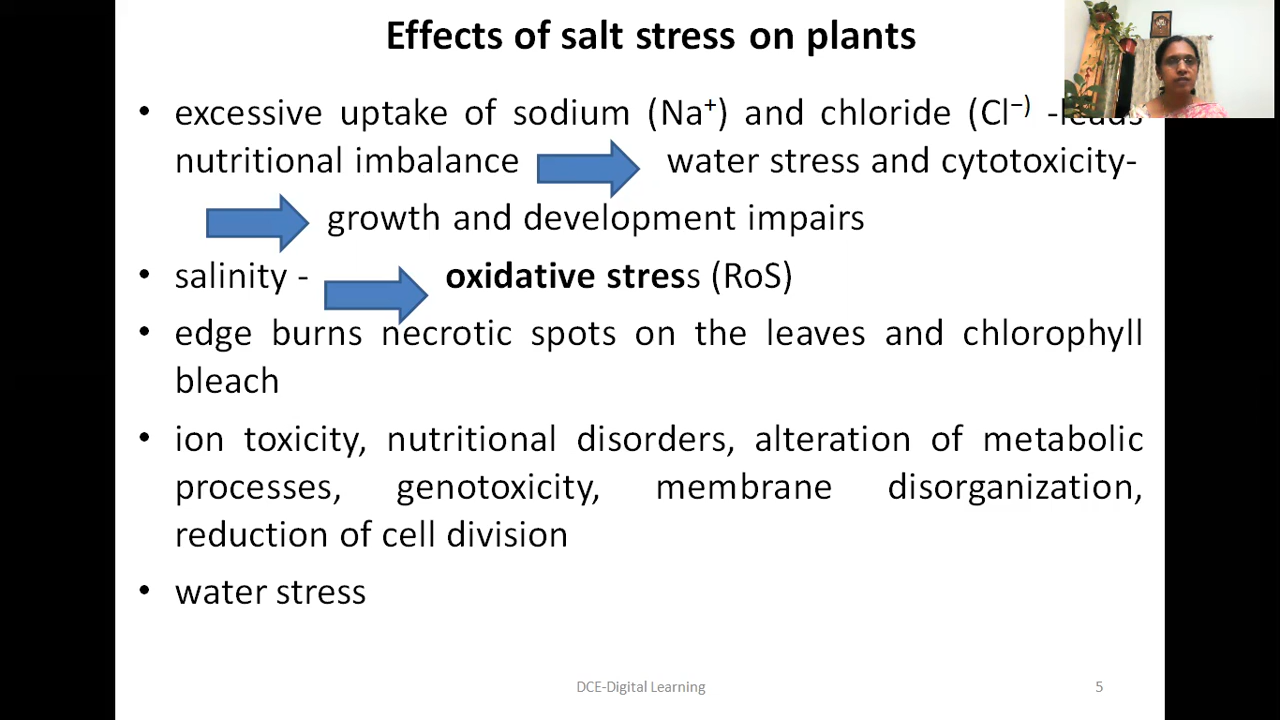 Effects of salt stress on plants
• excessive uptake of sodium (Na⁺) and chloride (Cl⁻⁾ -leads
nutritional imbalance water stress and cytotoxicity-
growth and development impairs
• salinity - oxidative stress (RoS)
• edge burns necrotic spots on the leaves and chlorophyll
bleach
• ion toxicity, nutritional disorders, alteration of metabolic
processes, genotoxicity, membrane disorganization,
reduction of cell division
• water stress
DCE-Digital Learning 5